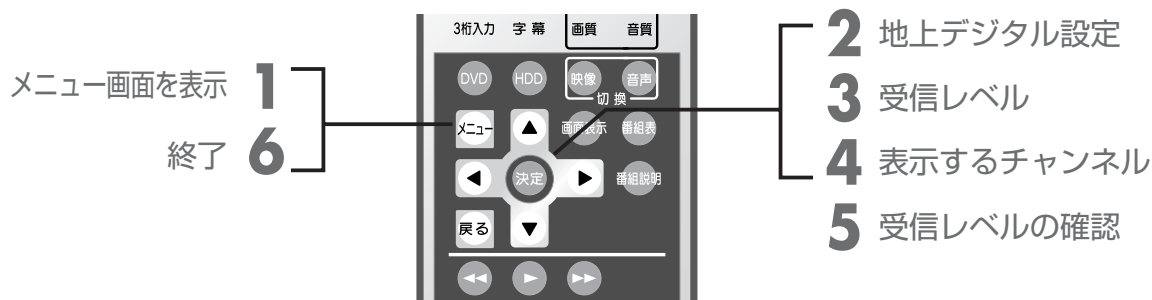 メニュー画面を表示 1
終了 6
3桁入力 字幕 画質 音質
DVD HDD 映像 音声
切換
メニュー ▲ 画面表示 番組表
◀ 決定 ▶ 番組説明
戻る ▼
◀◀ ▶ ▶▶
2 地上デジタル設定
3 受信レベル
4 表示するチャンネル
5 受信レベルの確認